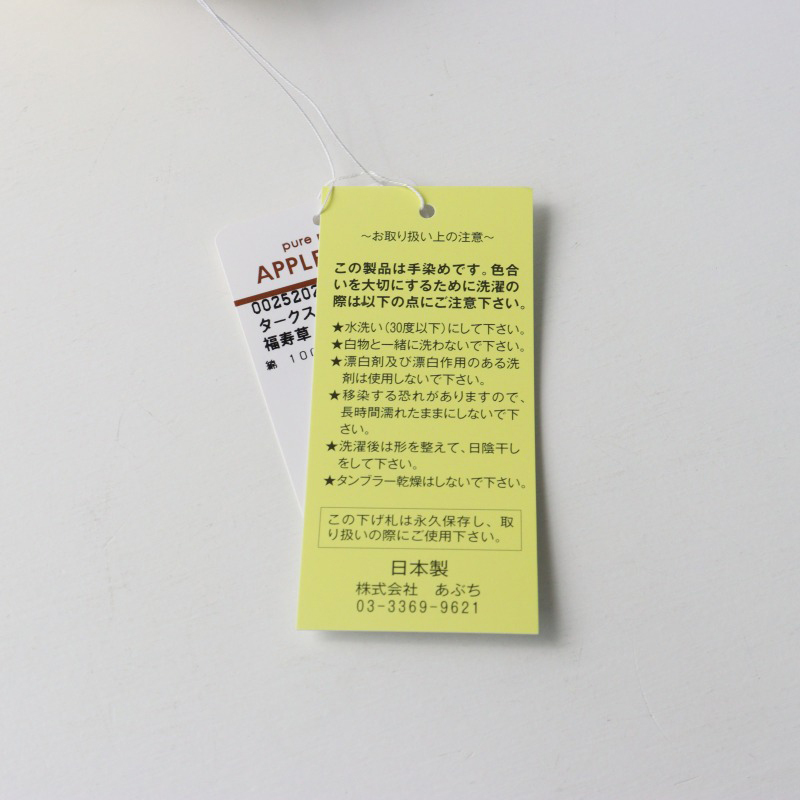 pure
APPLE
0025202
タークス
福寿草
綿 100
～お取り扱い上の注意～
この製品は手染めです。色合
いを大切にするために洗濯の
際は以下の点にご注意下さい。
★水洗い（30度以下）にして下さい。
★白物と一緒に洗わないで下さい。
★漂白剤及び漂白作用のある洗
剤は使用しないで下さい。
★移染する恐れがありますので、
長時間濡れたままにしないで下
さい。
★洗濯後は形を整えて、日陰干し
をして下さい。
★タンブラー乾燥はしないで下さい。
この下げ札は永久保存し、取
り扱いの際にご使用下さい。
日本製
株式会社 あぶち
03-3369-9621